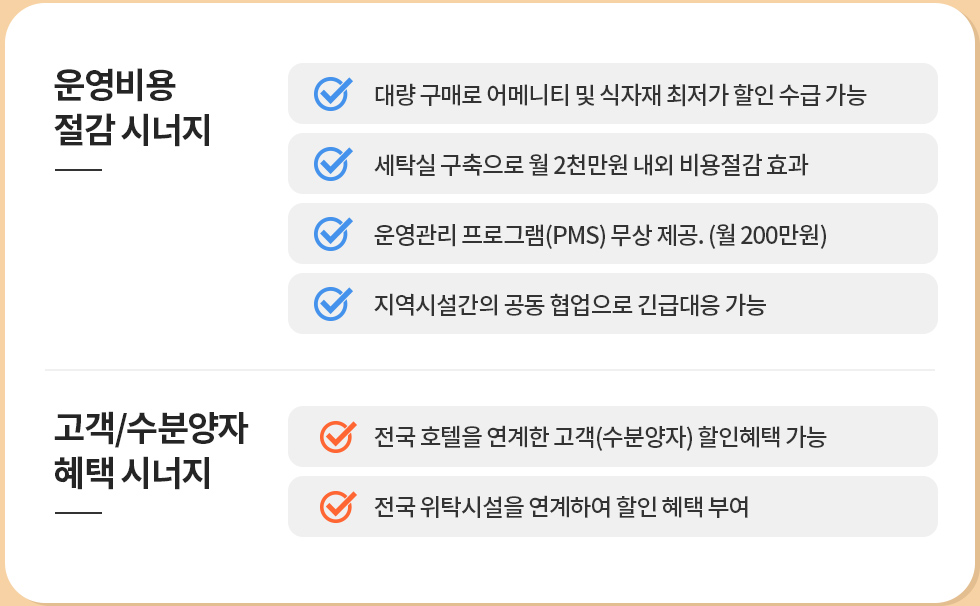 운영비용
절감 시너지
대량 구매로 어메니티 및 식자재 최저가 할인 수급 가능
세탁실 구축으로 월 2천만원 내외 비용절감 효과
운영관리 프로그램(PMS) 무상 제공. (월 200만원)
지역시설간의 공동 협업으로 긴급대응 가능
고객/수분양자
혜택 시너지
전국 호텔을 연계한 고객(수분양자) 할인혜택 가능
전국 위탁시설을 연계하여 할인 혜택 부여